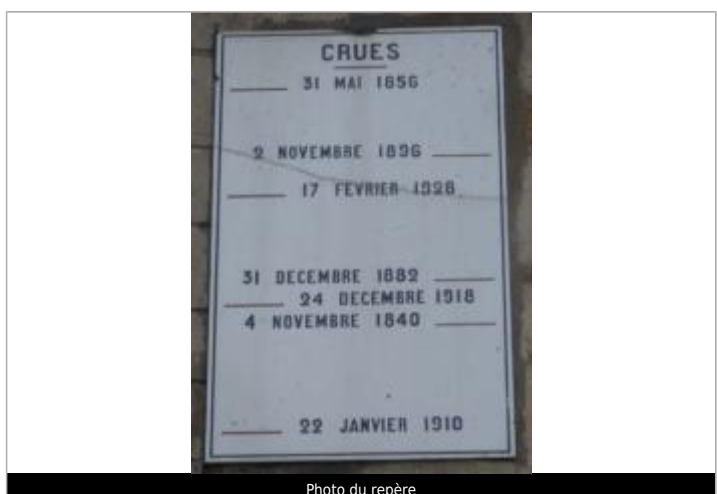 CRUES
31 MAI 1856
2 NOVEMBRE 1896
17 FEVRIER 1928
31 DECEMBRE 1882
24 DECEMBRE 1918
4 NOVEMBRE 1840
22 JANVIER 1910
Photo du repère